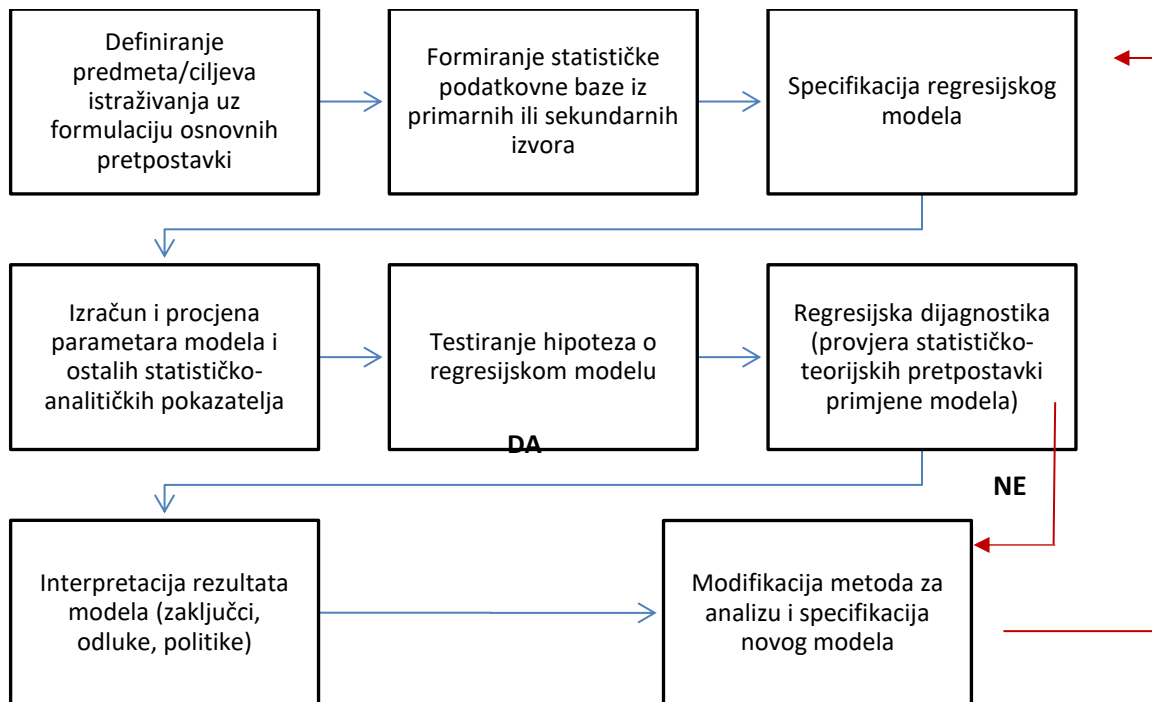 Definiranje
predmeta/ciljeva
istraživanja uz
formulaciju osnovnih
pretpostavki
Formiranje statističke
podatkovne baze iz
primarnih ili sekundarnih
izvora
Specifikacija regresijskog
modela
Izračun i procjena
parametara modela i
ostalih statističko-
analitičkih pokazatelja
Testiranje hipoteza o
regresijskom modelu
Regresijska dijagnostika
(provjera statističko-
teorijskih pretpostavki
primjene modela)
DA
NE
Interpretacija rezultata
modela (zaključci,
odluke, politike)
Modifikacija metoda za
analizu i specifikacija
novog modela